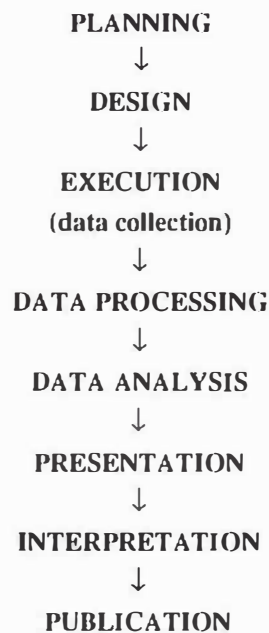 PLANNING
↓
DESIGN
↓
EXECUTION
(data collection)
↓
DATA PROCESSING
↓
DATA ANALYSIS
↓
PRESENTATION
↓
INTERPRETATION
↓
PUBLICATION